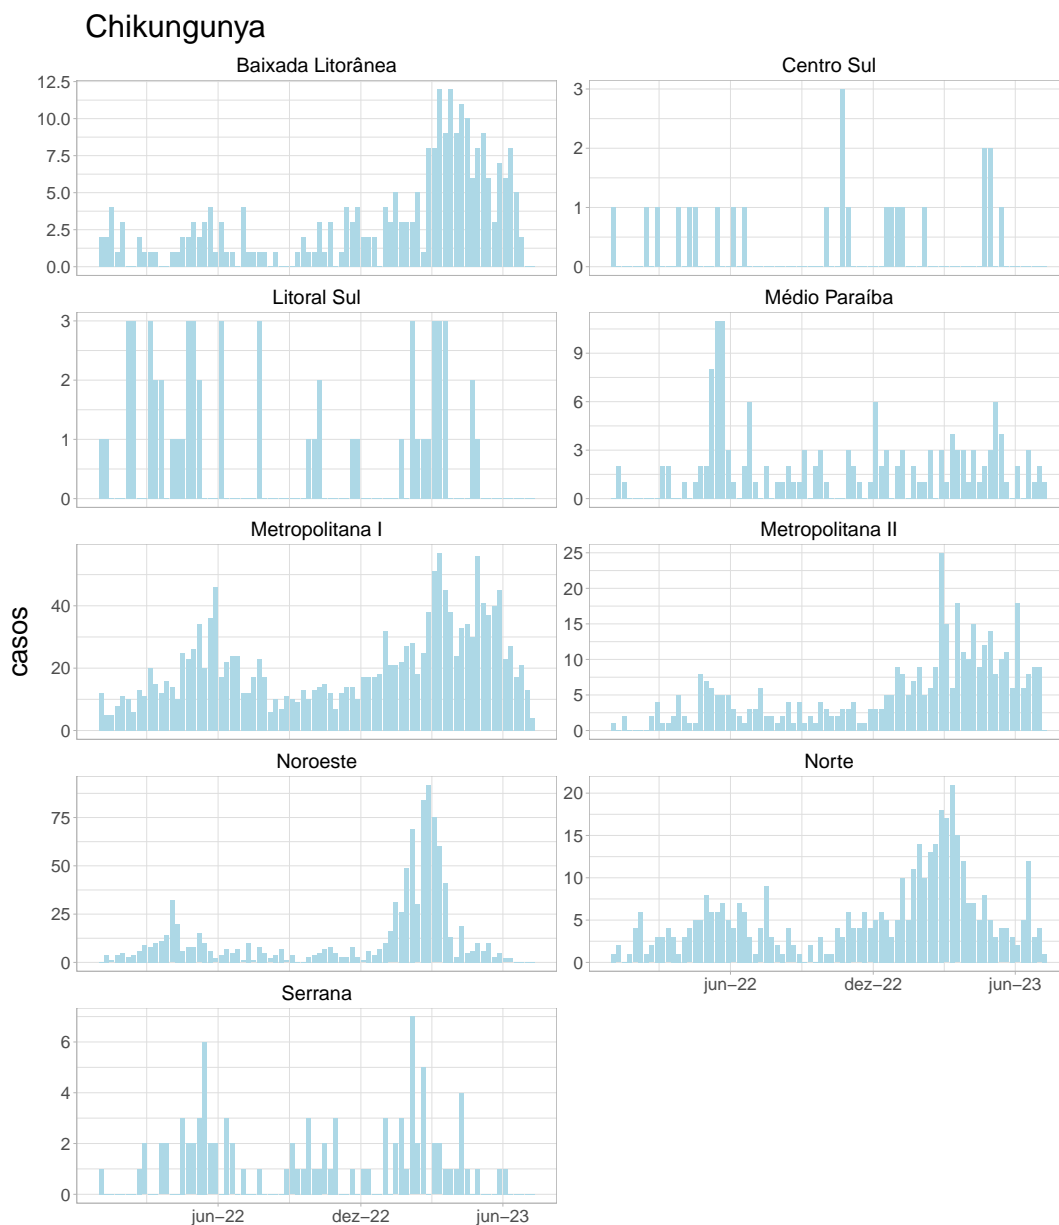 Chikungunya
Baixada Litorânea
Centro Sul
12.5
10.0
7.5
5.0
2.5
0.0
3
2
1
0
Litoral Sul
Médio Paraíba
3
2
1
0
9
6
3
0
Metropolitana I
Metropolitana II
40
20
0
25
20
15
10
5
0
casos
Noroeste
Norte
75
50
25
0
20
15
10
5
0
jun−22
dez−22
jun−23
Serrana
6
4
2
0
jun−22
dez−22
jun−23